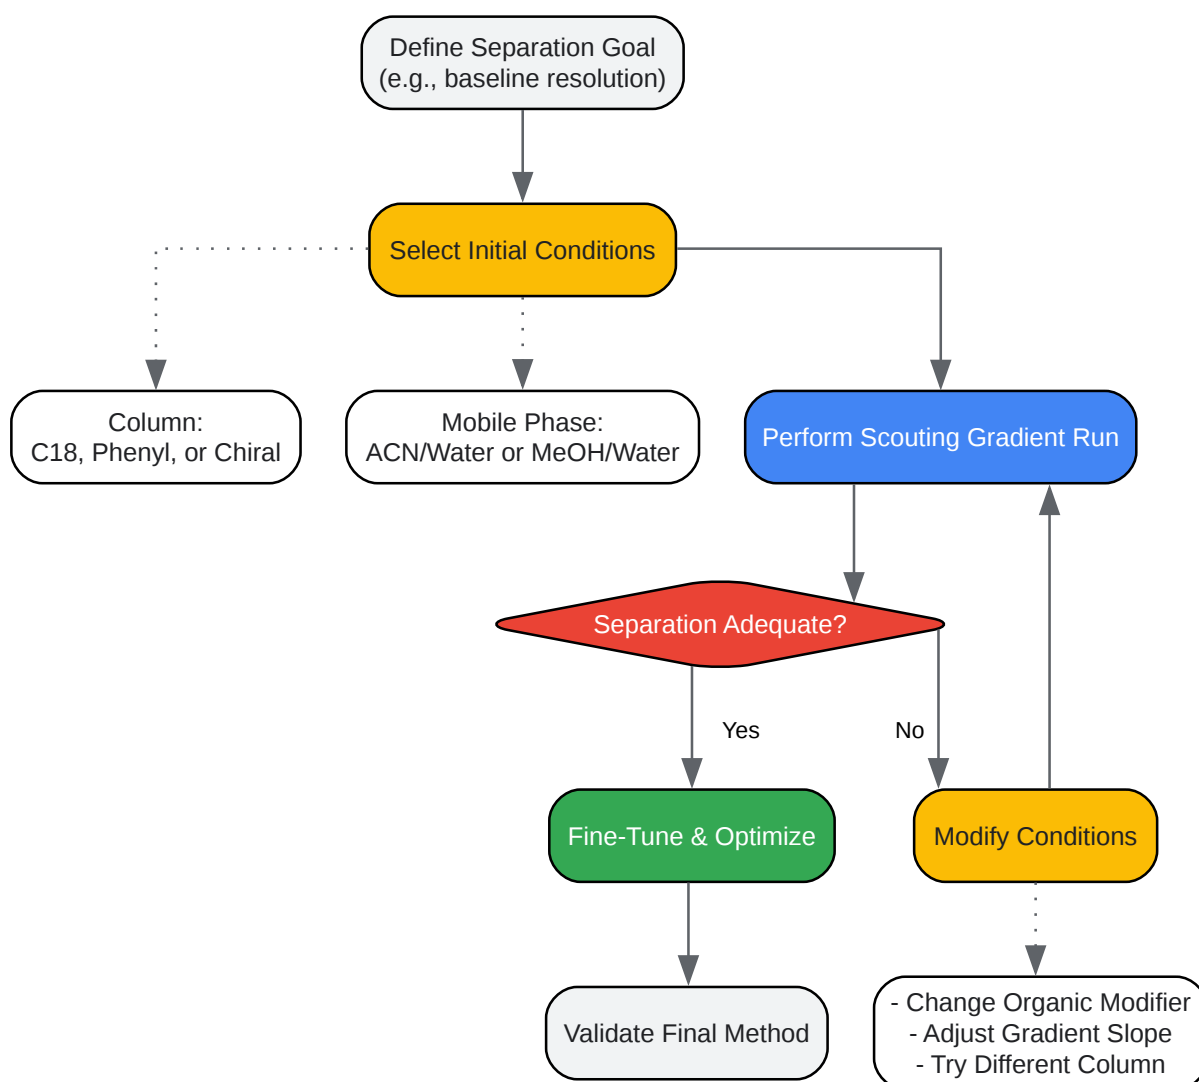 Define Separation Goal
(e.g., baseline resolution)
Select Initial Conditions
Column:
C18, Phenyl, or Chiral
Mobile Phase:
ACN/Water or MeOH/Water
Perform Scouting Gradient Run
Separation Adequate?
Yes
No
Fine-Tune & Optimize
Modify Conditions
Validate Final Method
- Change Organic Modifier
- Adjust Gradient Slope
- Try Different Column